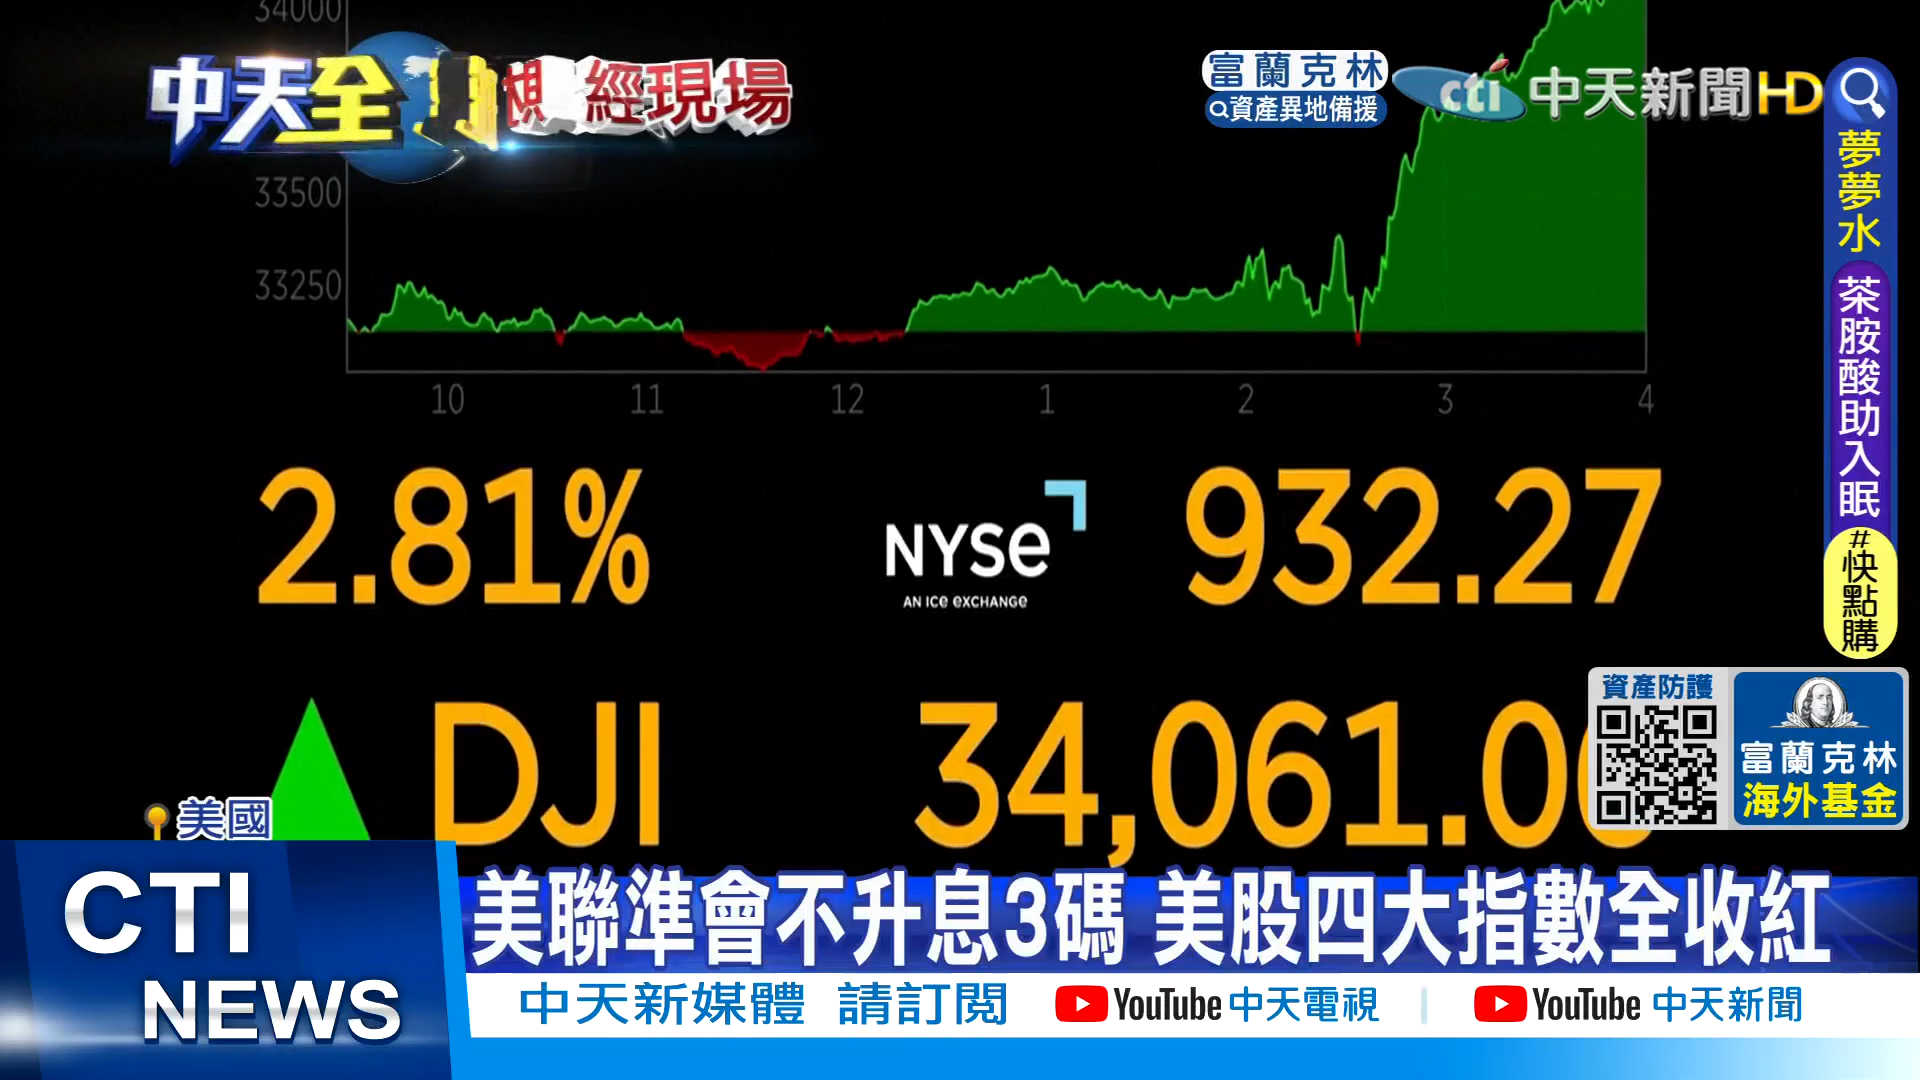 34000
中天全 經現場
富蘭克林
資產異地備援
cti 中天新聞HD
夢夢水
茶胺酸助入眠
#快點購
33500
33250
10 11 12 1 2 3 4
2.81%
NYSE
AN ICE EXCHANGE
932.27
DJI
34,061.0
資產防護
富蘭克林
海外基金
美國
CTI
NEWS
美聯準會不升息3碼 美股四大指數全收紅
中天新媒體 請訂閱 YouTube 中天電視 | YouTube 中天新聞